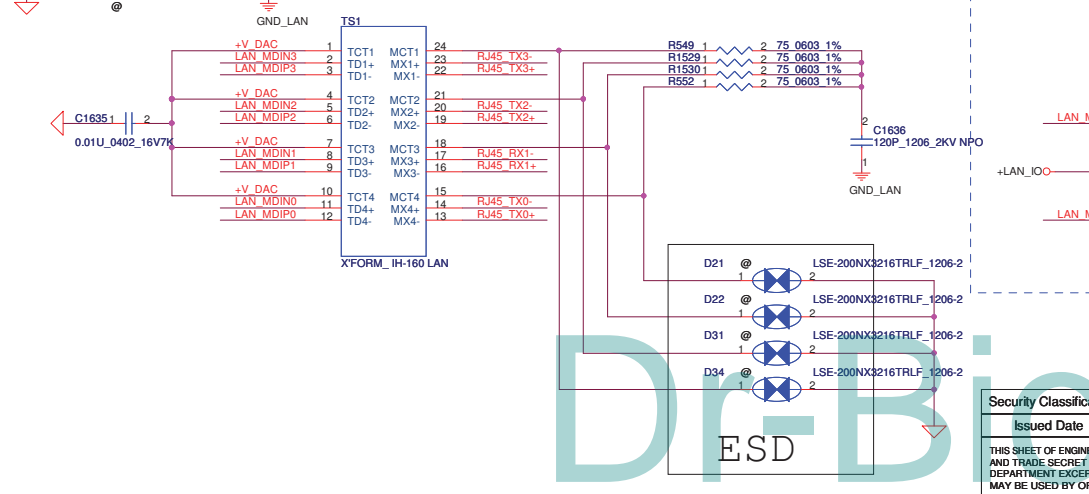 @
GND_LAN
TS1
+V_DAC 1 TCT1 MCT1 24
LAN_MDIN3 2 TD1+ MX1+ 23 RJ45_TX3-
LAN_MDIP3 3 TD1- MX1- 22 RJ45_TX3+
+V_DAC 4 TCT2 MCT2 21
LAN_MDIN2 5 TD2+ MX2+ 20 RJ45_TX2-
LAN_MDIP2 6 TD2- MX2- 19 RJ45_TX2+
+V_DAC 7 TCT3 MCT3 18
LAN_MDIN1 8 TD3+ MX3+ 17 RJ45_RX1-
LAN_MDIP1 9 TD3- MX3- 16 RJ45_RX1+
+V_DAC 10 TCT4 MCT4 15
LAN_MDIN0 11 TD4+ MX4+ 14 RJ45_TX0-
LAN_MDIP0 12 TD4- MX4- 13 RJ45_TX0+
X'FORM_ IH-160 LAN
C1635 1 2
0.01U_0402_16V7K
R549 1 2 75_0603_1%
R1529 1 2 75_0603_1%
R1530 1 2 75_0603_1%
R552 1 2 75_0603_1%
2
C1636
120P_1206_2KV NPO
1
GND_LAN
LAN_M
+LAN_IO
LAN_M
D21 @ LSE-200NX3216TRLF_1206-2
1 2
D22 @ LSE-200NX3216TRLF_1206-2
1 2
D31 @ LSE-200NX3216TRLF_1206-2
1 2
D34 @ LSE-200NX3216TRLF_1206-2
1 2
ESD
Dr-Bio
Security Classifica
Issued Date
THIS SHEET OF ENGINE
AND TRADE SECRET
DEPARTMENT EXCEP
MAY BE USED BY OR